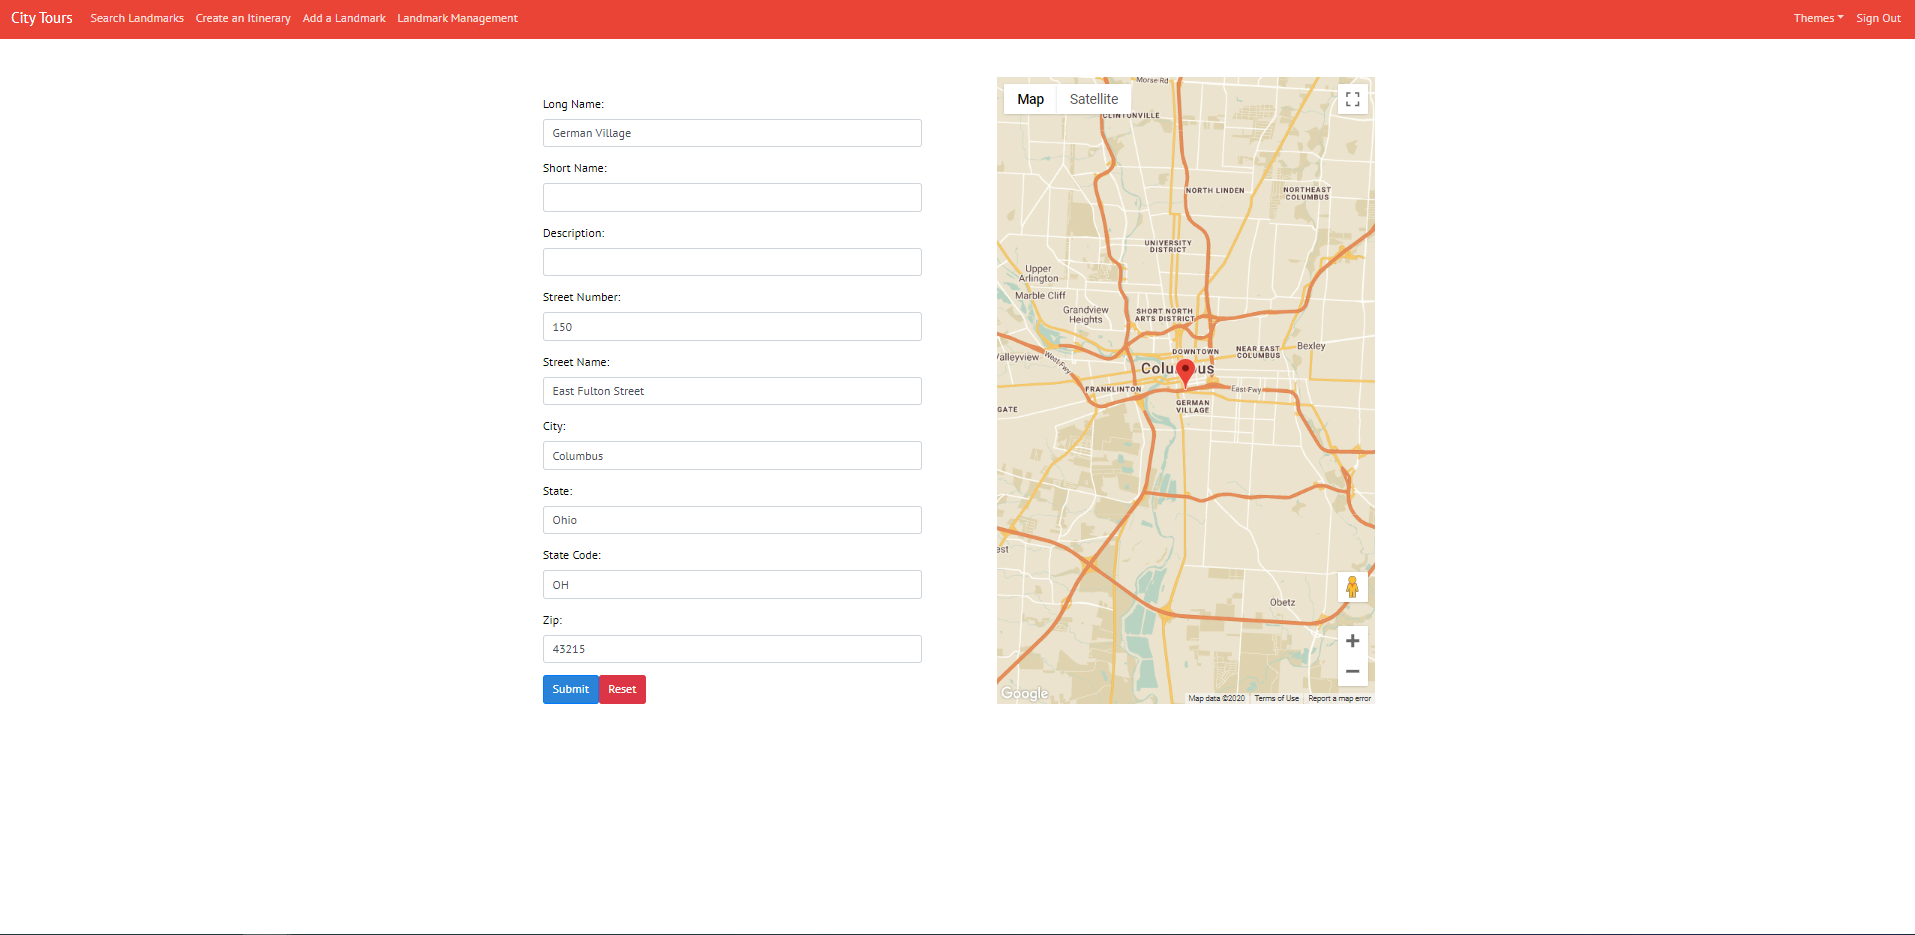 City Tours Search Landmarks Create an Itinerary Add a Landmark Landmark Management Themes Sign Out
Long Name:
German Village
Short Name:
Description:
Street Number:
150
Street Name:
East Fulton Street
City:
Columbus
State:
Ohio
State Code:
OH
Zip:
43215
Submit Reset
Morse Rd
Map Satellite
CLINTONVILLE
NORTH LINDEN
NORTHEAST
COLUMBUS
UNIVERSITY
DISTRICT
Upper
Arlington
Marble Cliff
Grandview
Heights
SHORT NORTH
ARTS DISTRICT
DOWNTOWN
NEAR EAST
COLUMBUS
Bexley
Valleyview
West Fwy
FRANKLINTON
East Fwy
GERMAN
VILLAGE
GATE
est
Obetz
Google
Map data ©2020 Terms of Use Report a map error